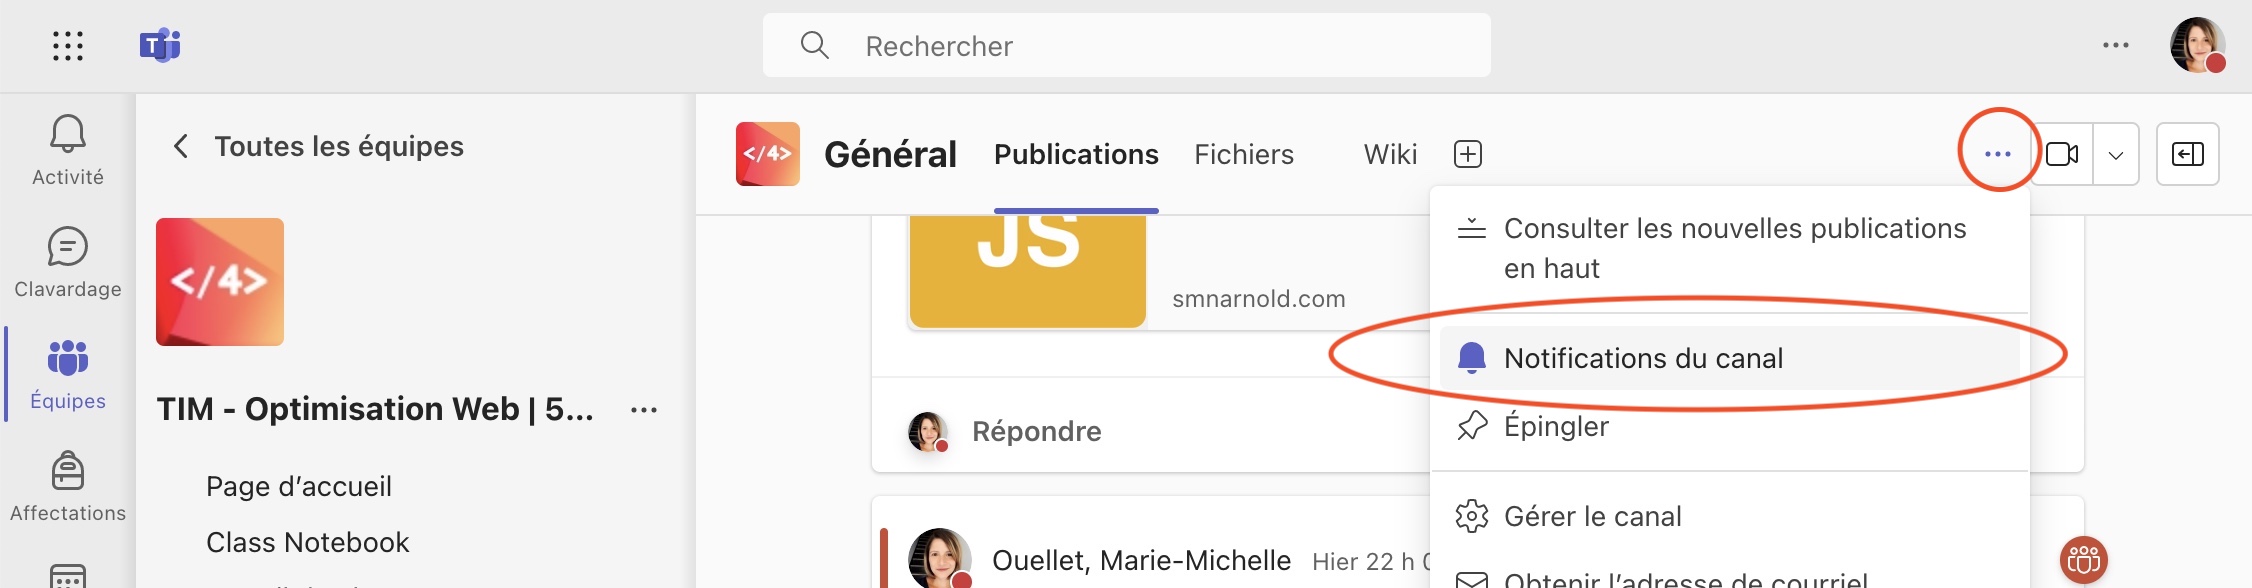 Rechercher
Activité
Clavardage
Équipes
Affectations
Toutes les équipes
</4>
TIM - Optimisation Web | 5...
Page d’accueil
Class Notebook
</4>
Général
Publications
Fichiers
Wiki
JS
smnarnold.com
Répondre
Ouellet, Marie-Michelle Hier 22 h
Consulter les nouvelles publications
en haut
Notifications du canal
Épingler
Gérer le canal
Obtenir l’adresse de courriel